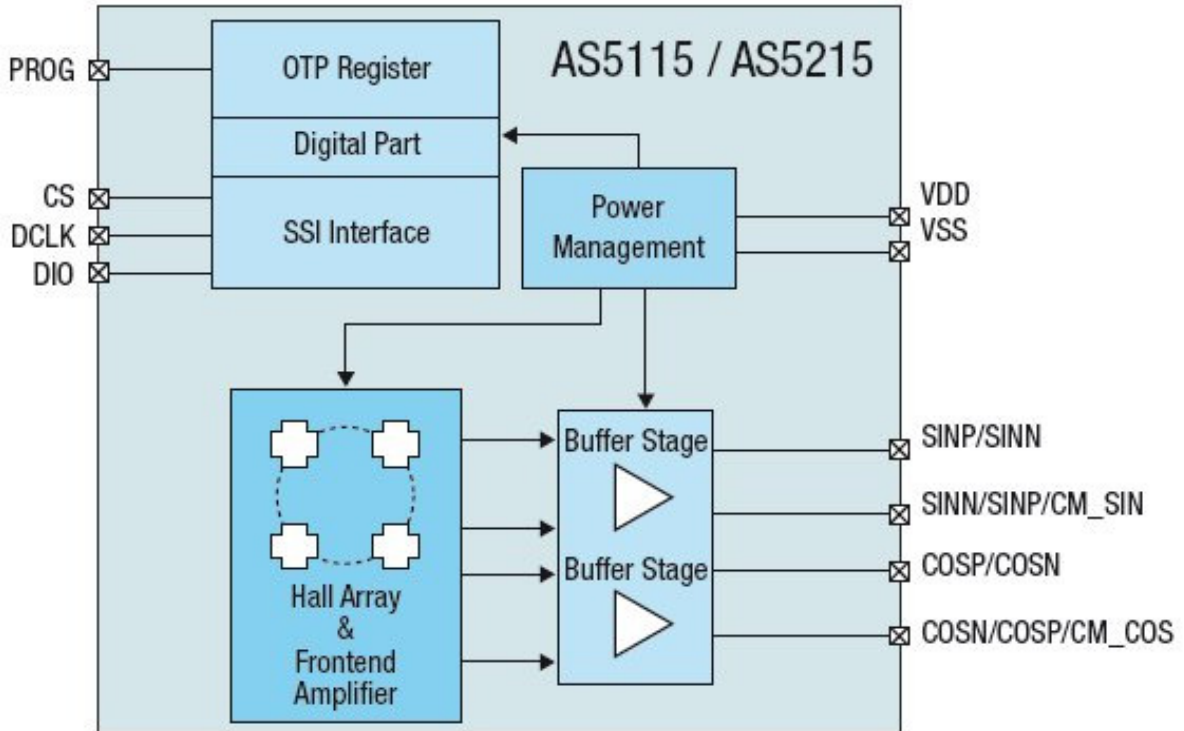 AS5115 / AS5215
PROG
OTP Register
Digital Part
CS
DCLK
DIO
SSI Interface
Power
Management
VDD
VSS
Buffer Stage
Buffer Stage
Hall Array
&
Frontend
Amplifier
SINP/SINN
SINN/SINP/CM_SIN
COSP/COSN
COSN/COSP/CM_COS